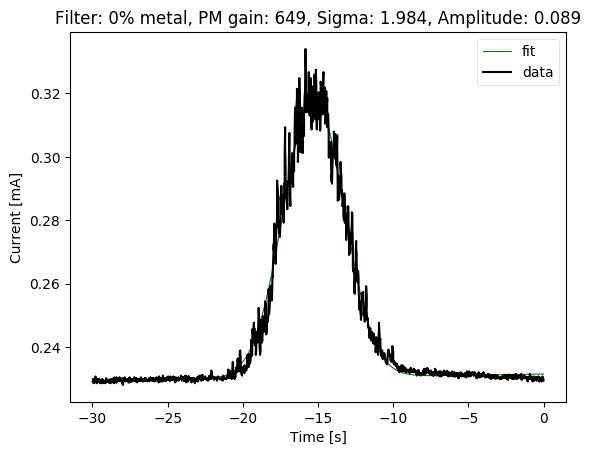 Filter: 0% metal, PM gain: 649, Sigma: 1.984, Amplitude: 0.089
fit
data
0.32
0.30
0.28
0.26
0.24
Current [mA]
−30 −25 −20 −15 −10 −5 0
Time [s]